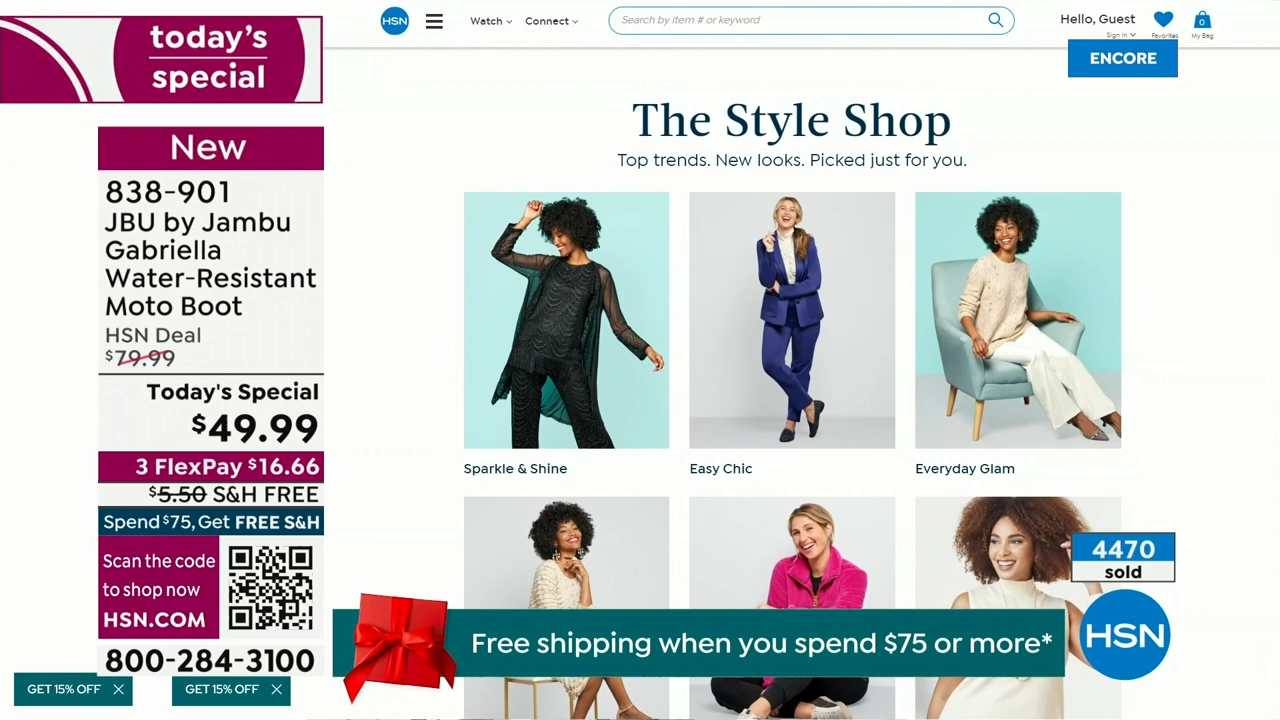 today's
special
New
838-901
JBU by Jambu
Gabriella
Water-Resistant
Moto Boot
HSN Deal
$79.99
Today's Special
$49.99
3 FlexPay $16.66
$5.50 S&H FREE
Spend $75, Get FREE S&H
Scan the code
to shop now
HSN.COM
800-284-3100
GET 15% OFF
GET 15% OFF
HSN
Watch
Connect
Search by item # or keyword
Hello, Guest
Sign In
Favorites
0
My Bag
ENCORE
The Style Shop
Top trends. New looks. Picked just for you.
Sparkle & Shine
Easy Chic
Everyday Glam
4470
sold
Free shipping when you spend $75 or more*
HSN